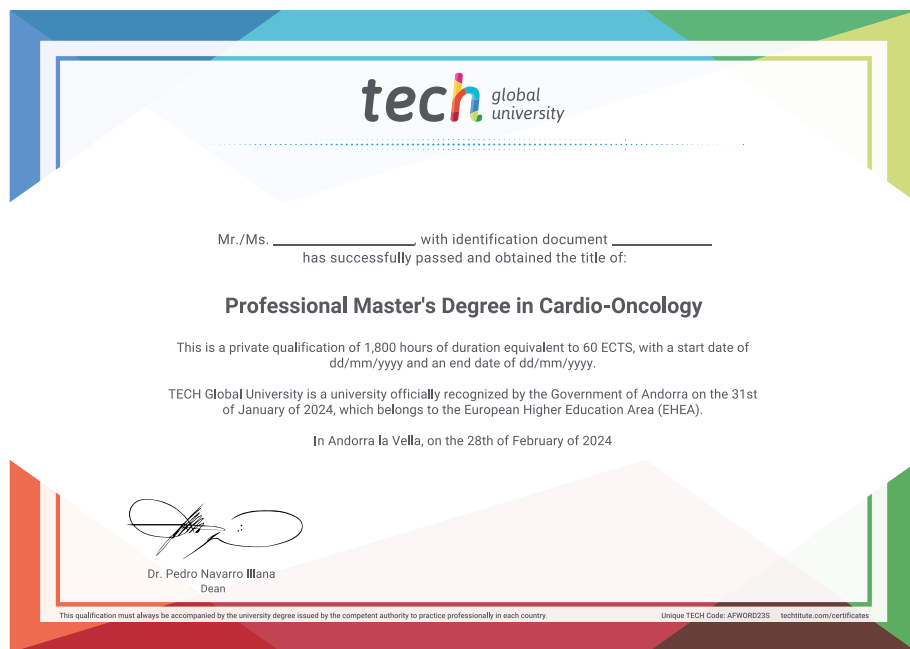 tech global university
Mr./Ms. ________________, with identification document ___________
has successfully passed and obtained the title of:
Professional Master's Degree in Cardio-Oncology
This is a private qualification of 1,800 hours of duration equivalent to 60 ECTS, with a start date of
dd/mm/yyyy and an end date of dd/mm/yyyy.
TECH Global University is a university officially recognized by the Government of Andorra on the 31st
of January of 2024, which belongs to the European Higher Education Area (EHEA).
In Andorra la Vella, on the 28th of February of 2024
Dr. Pedro Navarro Illana
Dean
This qualification must always be accompanied by the university degree issued by the competent authority to practice professionally in each country.
Unique TECH Code: AFWORD23S techtitute.com/certificates